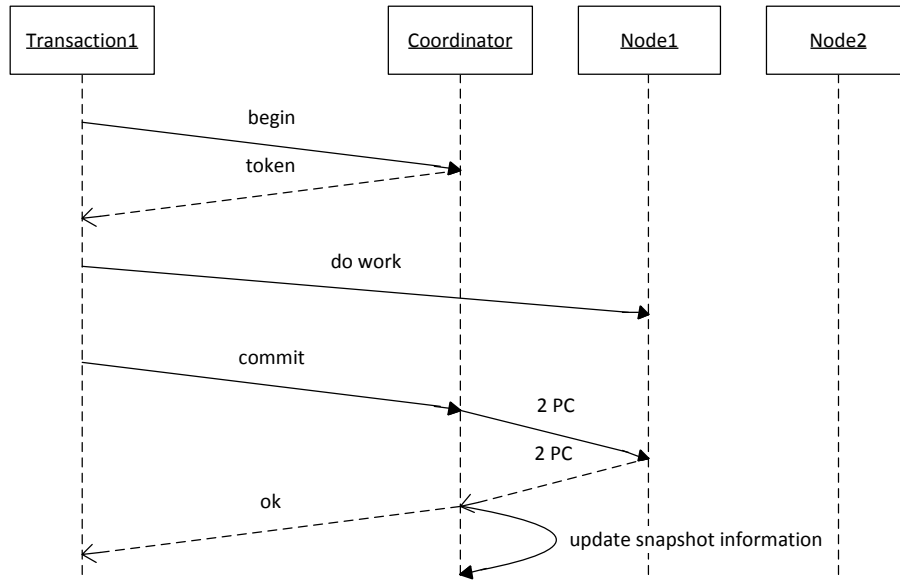 Transaction1
Coordinator
Node1
Node2
begin
token
do work
commit
2 PC
2 PC
ok
update snapshot information